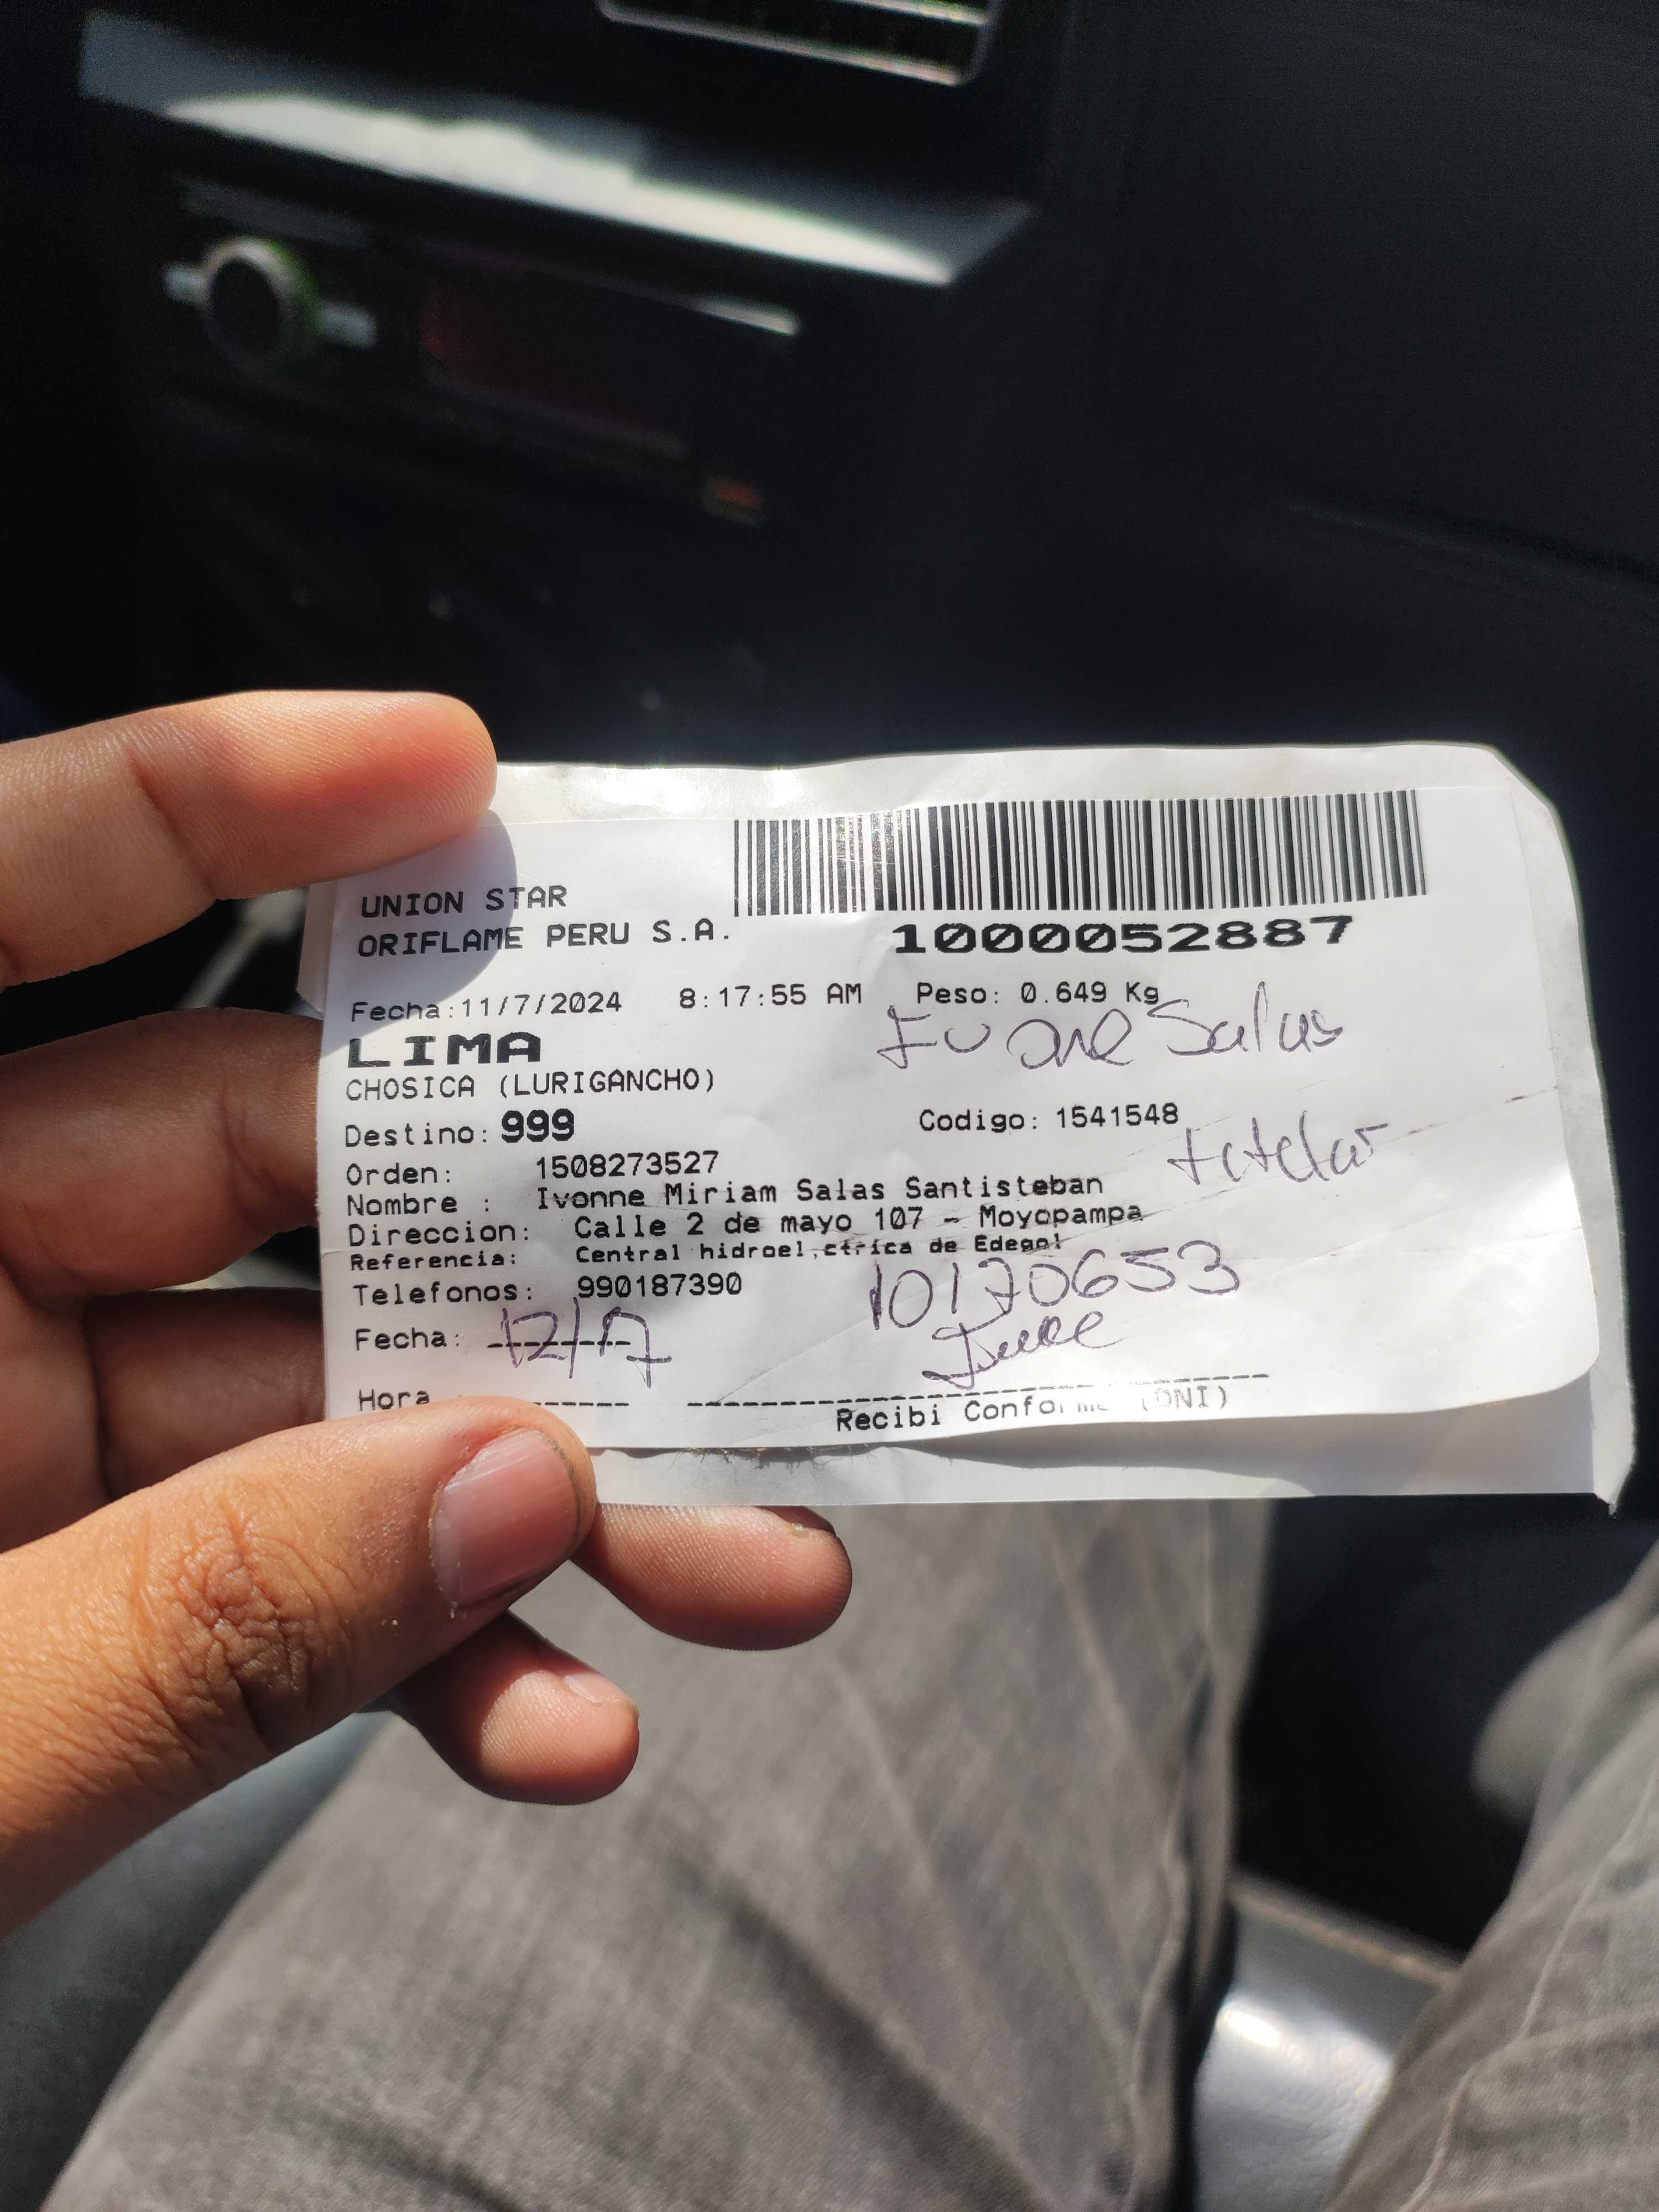 UNION STAR
ORIFLAME PERU S.A.
1000052887
Fecha:11/7/2024 8:17:55 AM Peso: 0.649 Kg
LIMA
Salas
CHOSICA (LURIGANCHO)
Destino: 999 Codigo: 1541548
titular
Orden: 1508273527
Nombre : Ivonne Miriam Salas Santisteban
Direccion: Calle 2 de mayo 107 - Moyopampa
Referencia: Central hidroel,ctrica de Edegel
Telefonos: 990187390
10170653
Fecha: 12/7
Hora
Recibi Conforme (DNI)